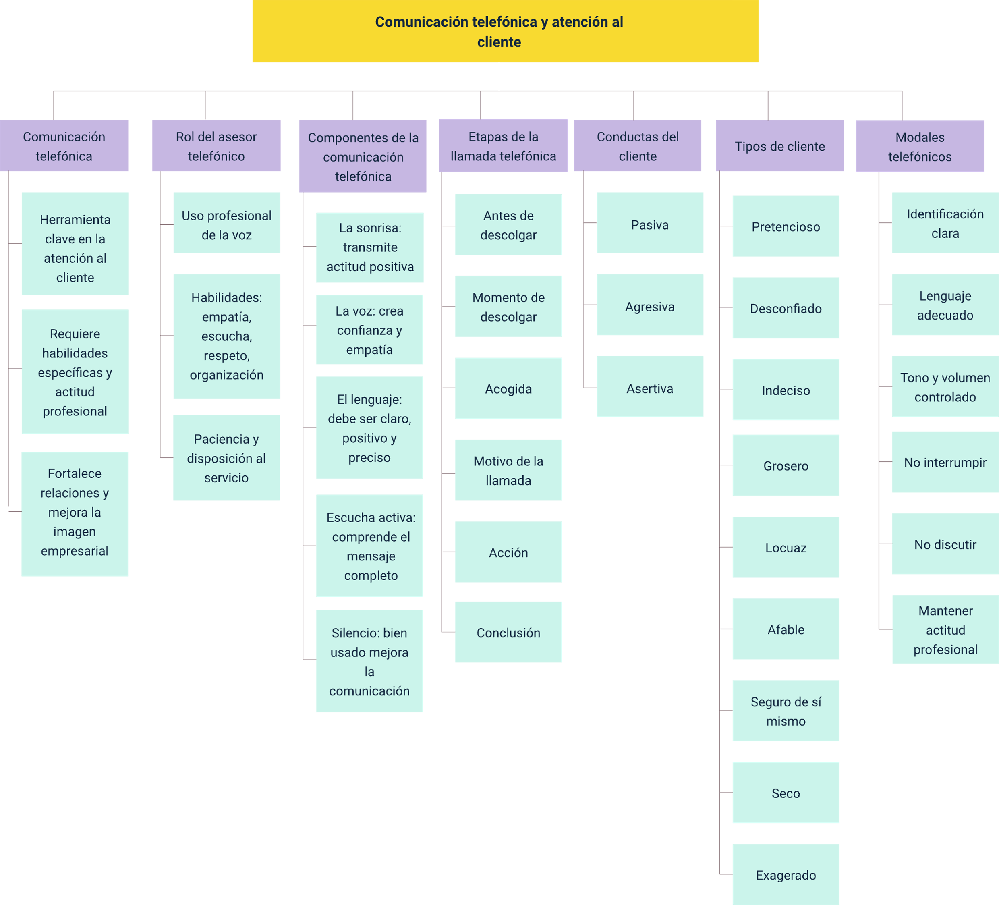 Comunicación telefónica y atención al
cliente
Comunicación
telefónica
Herramienta
clave en la
atención al
cliente
Requiere
habilidades
específicas y
actitud
profesional
Fortalece
relaciones y
mejora la
imagen
empresarial
Rol del asesor
telefónico
Uso profesional
de la voz
Habilidades:
empatía,
escucha,
respeto,
organización
Paciencia y
disposición al
servicio
Componentes de la
comunicación
telefónica
La sonrisa:
transmite
actitud positiva
La voz: crea
confianza y
empatía
El lenguaje:
debe ser claro,
positivo y
preciso
Escucha activa:
comprende el
mensaje
completo
Silencio: bien
usado mejora
la
comunicación
Etapas de la
llamada telefónica
Antes de
descolgar
Momento de
descolgar
Acogida
Motivo de la
llamada
Acción
Conclusión
Conductas del
cliente
Pasiva
Agresiva
Asertiva
Tipos de cliente
Pretencioso
Desconfiado
Indeciso
Grosero
Locuaz
Afable
Seguro de sí
mismo
Seco
Exagerado
Modales
telefónicos
Identificación
clara
Lenguaje
adecuado
Tono y volumen
controlado
No interrumpir
No discutir
Mantener
actitud
profesional